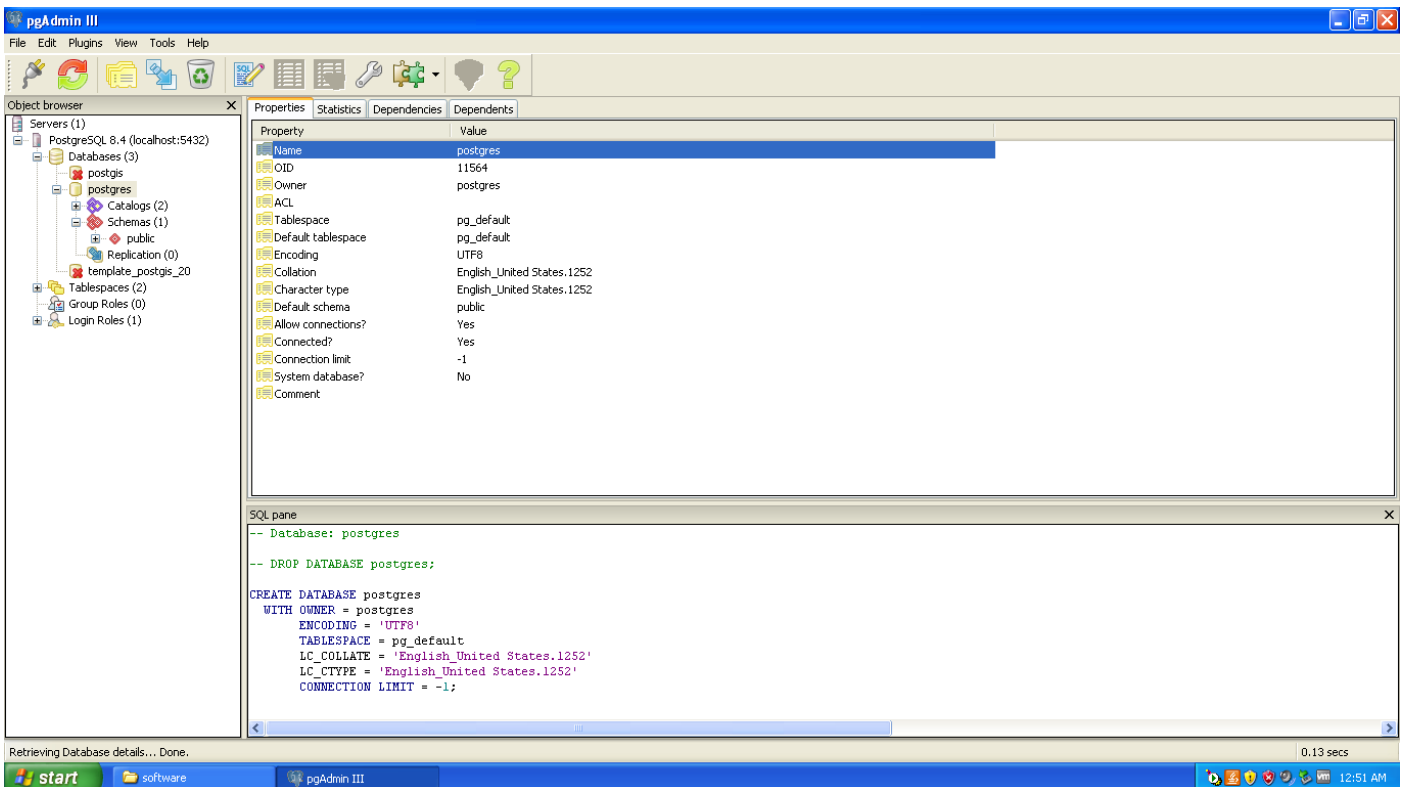 pgAdmin III
File Edit Plugins View Tools Help
SQL
Object browser X
Servers (1)
PostgreSQL 8.4 (localhost:5432)
Databases (3)
postgis
postgres
Catalogs (2)
Schemas (1)
public
Replication (0)
template_postgis_20
Tablespaces (2)
Group Roles (0)
Login Roles (1)
Properties Statistics Dependencies Dependents
Property Value
Name postgres
OID 11564
Owner postgres
ACL
Tablespace pg_default
Default tablespace pg_default
Encoding UTF8
Collation English_United States.1252
Character type English_United States.1252
Default schema public
Allow connections? Yes
Connected? Yes
Connection limit -1
System database? No
Comment
SQL pane X
-- Database: postgres
-- DROP DATABASE postgres;
CREATE DATABASE postgres
WITH OWNER = postgres
ENCODING = 'UTF8'
TABLESPACE = pg_default
LC_COLLATE = 'English_United States.1252'
LC_CTYPE = 'English_United States.1252'
CONNECTION LIMIT = -1;
Retrieving Database details... Done. 0.13 secs
start software pgAdmin III 12:51 AM